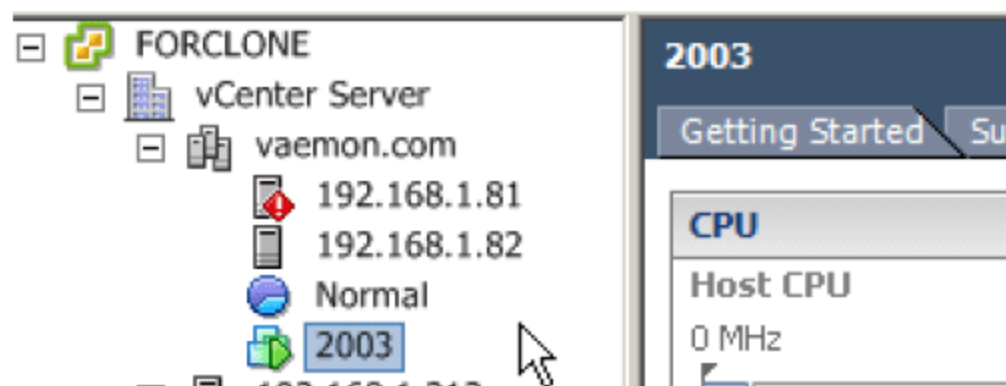 FORCLONE
vCenter Server
vaemon.com
192.168.1.81
192.168.1.82
Normal
2003
2003
Getting Started
CPU
Host CPU
0 MHz